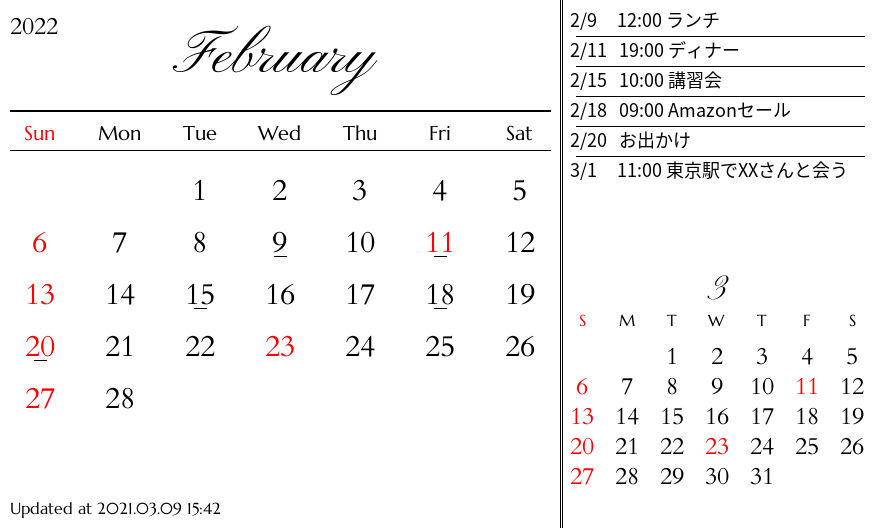 2022
February
Sun Mon Tue Wed Thu Fri Sat
1 2 3 4 5
6 7 8 9 10 11 12
13 14 15 16 17 18 19
20 21 22 23 24 25 26
27 28
Updated at 2021.03.09 15:42
2/9 12:00 ランチ
2/11 19:00 ディナー
2/15 10:00 講習会
2/18 09:00 Amazonセール
2/20 お出かけ
3/1 11:00 東京駅でXXさんと会う
3
S M T W T F S
1 2 3 4 5
6 7 8 9 10 11 12
13 14 15 16 17 18 19
20 21 22 23 24 25 26
27 28 29 30 31